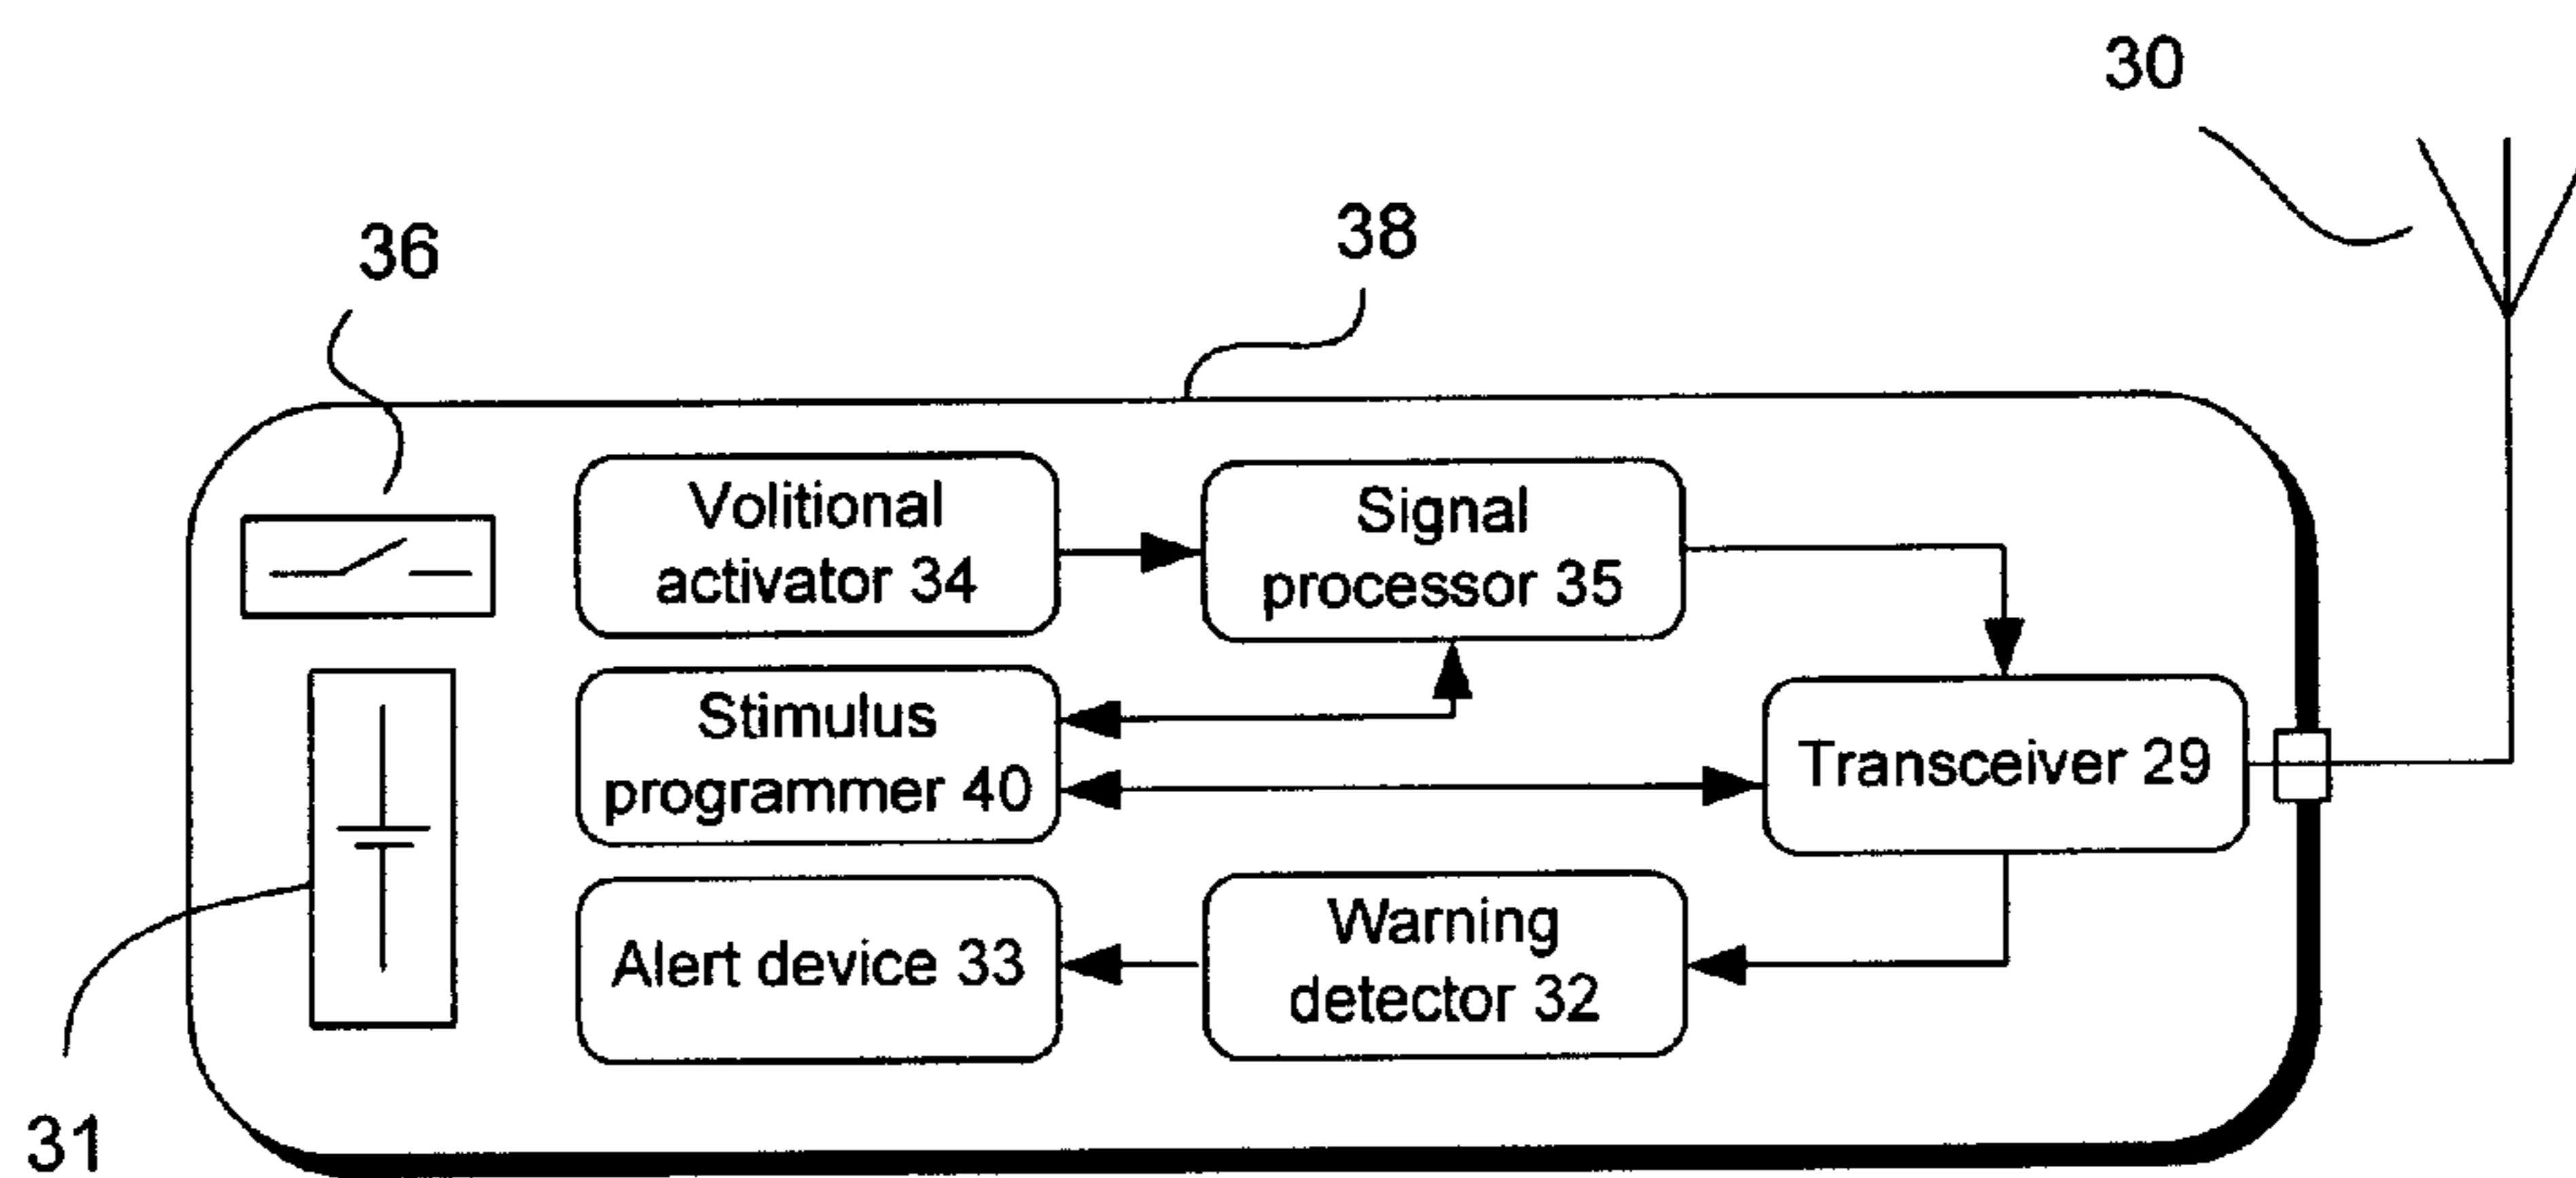 30
38
36
Volitional
activator 34
Signal
processor 35
Stimulus
programmer 40
Transceiver 29
Alert device 33
Warning
detector 32
31